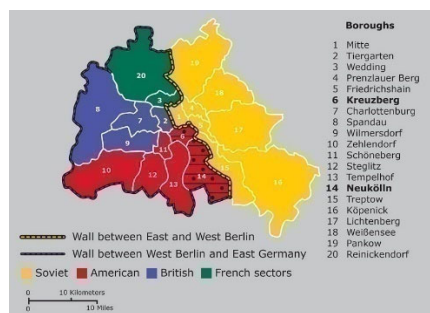 Boroughs
1 Mitte
2 Tiergarten
3 Wedding
4 Prenzlauer Berg
5 Friedrichshain
6 Kreuzberg
7 Charlottenburg
8 Spandau
9 Wilmersdorf
10 Zehlendorf
11 Schöneberg
12 Steglitz
13 Tempelhof
14 Neukölln
15 Treptow
16 Köpenick
17 Lichtenberg
18 Weißensee
19 Pankow
20 Reinickendorf
20
19
18
3
4
8
7
2
1
17
6
9
11
10
12
13
14
16
Wall between East and West Berlin
Wall between West Berlin and East Germany
Soviet American British French sectors
0 10 Kilometers
0 10 Miles